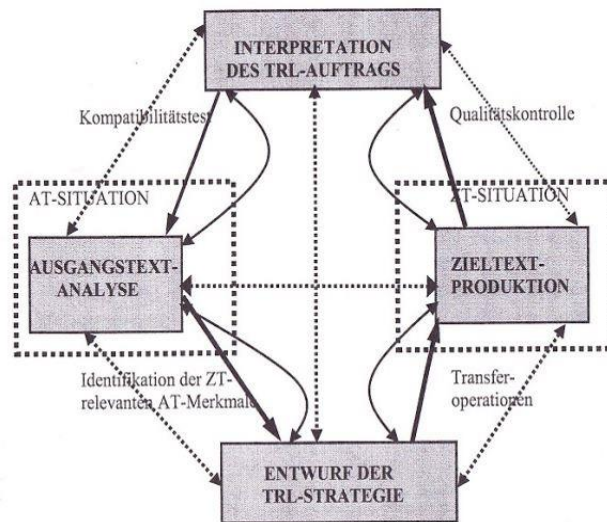 INTERPRETATION
DES TRL-AUFTRAGS
Kompatibilitätstest
Qualitätskontrolle
AT-SITUATION
ZT-SITUATION
AUSGANGSTEXT-
ANALYSE
ZIELTEXT-
PRODUKTION
Identifikation der ZT-
relevanten AT-Merkmale
Transfer-
operationen
ENTWURF DER
TRL-STRATEGIE